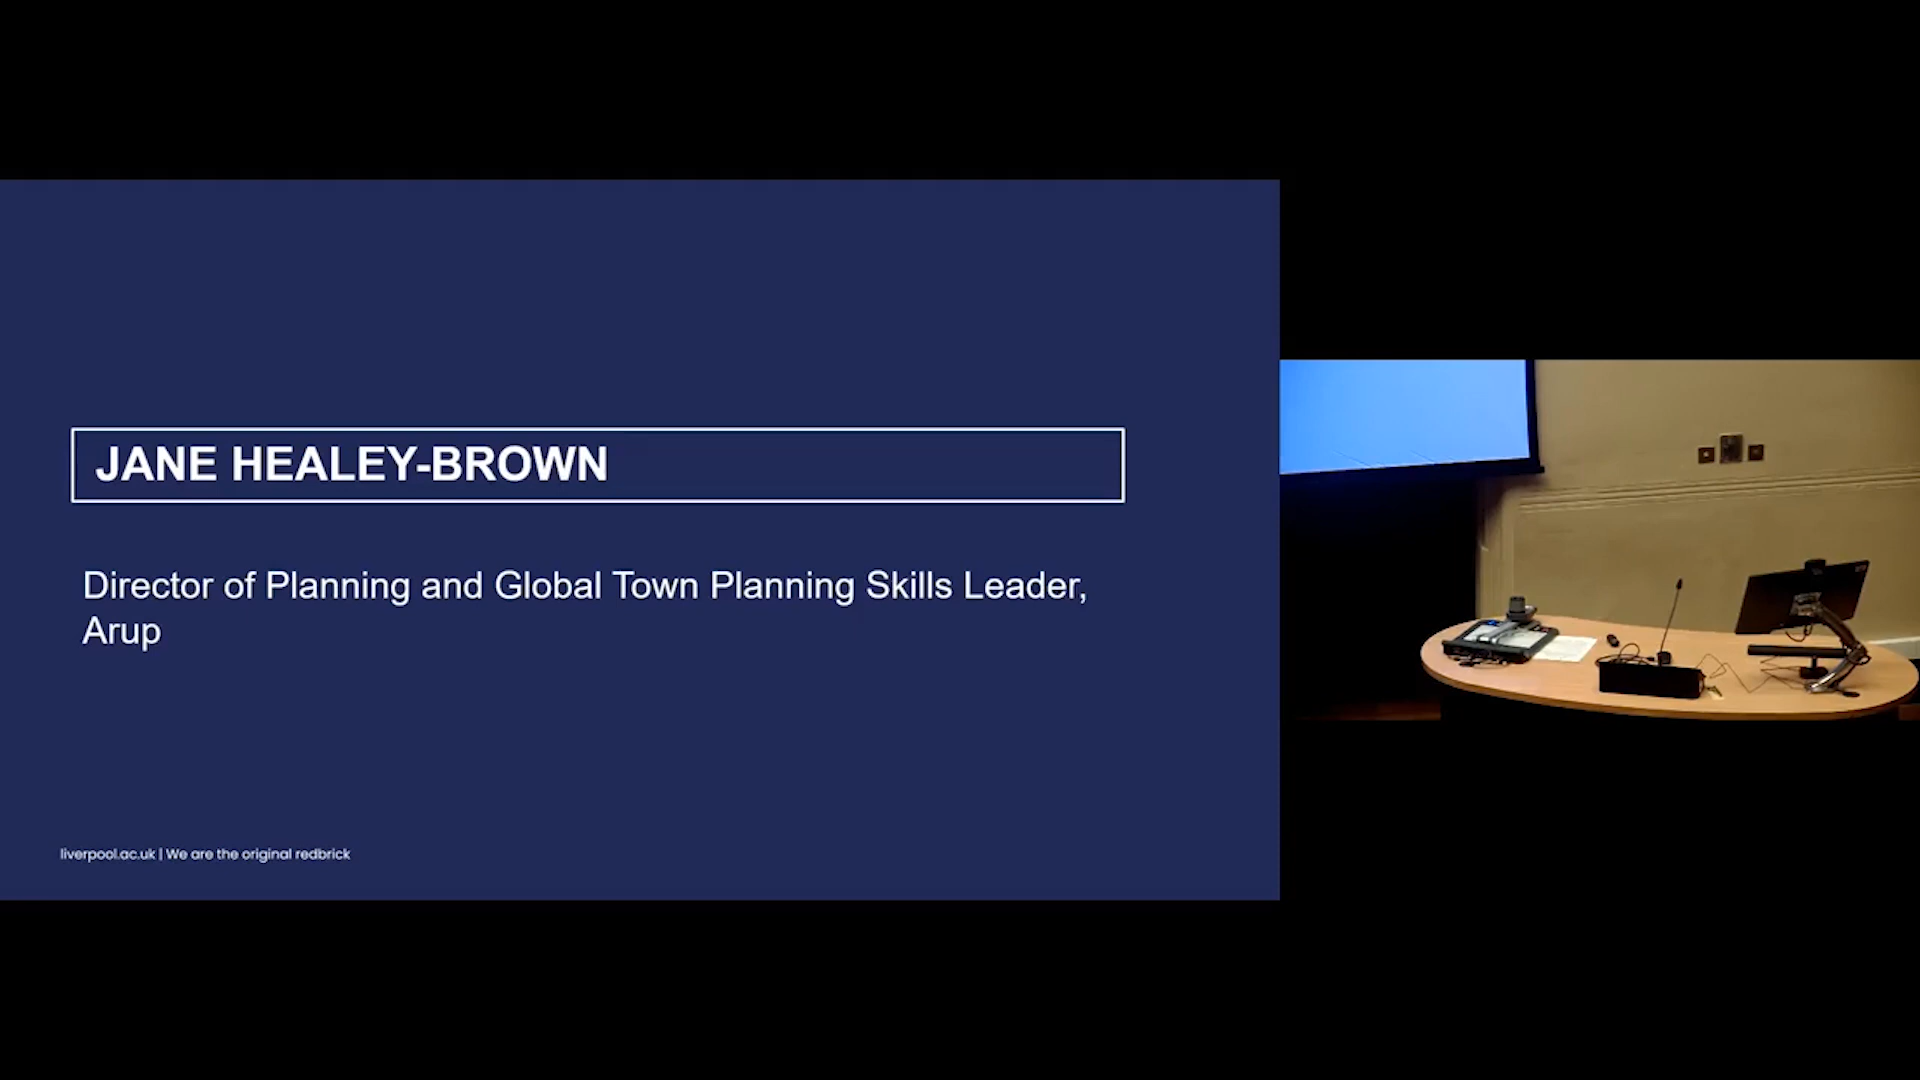 JANE HEALEY-BROWN
Director of Planning and Global Town Planning Skills Leader,
Arup
liverpool.ac.uk | We are the original redbrick